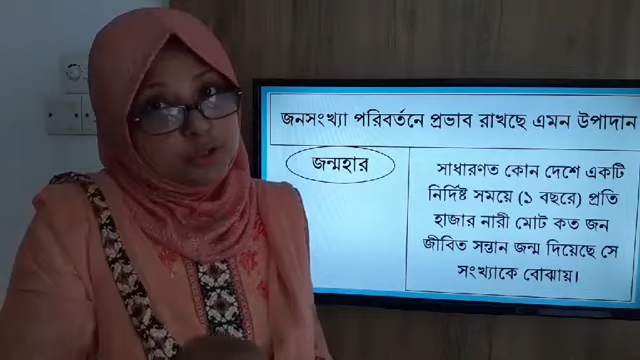 জনসংখ্যা পরিবর্তনে প্রভাব রাখছে এমন উপাদান
জন্মহার
সাধারণত কোন দেশে একটি
নির্দিষ্ট সময়ে (১ বছরে) প্রতি
হাজার নারী মোট কত জন
জীবিত সন্তান জন্ম দিয়েছে সে
সংখ্যাকে বোঝায়।